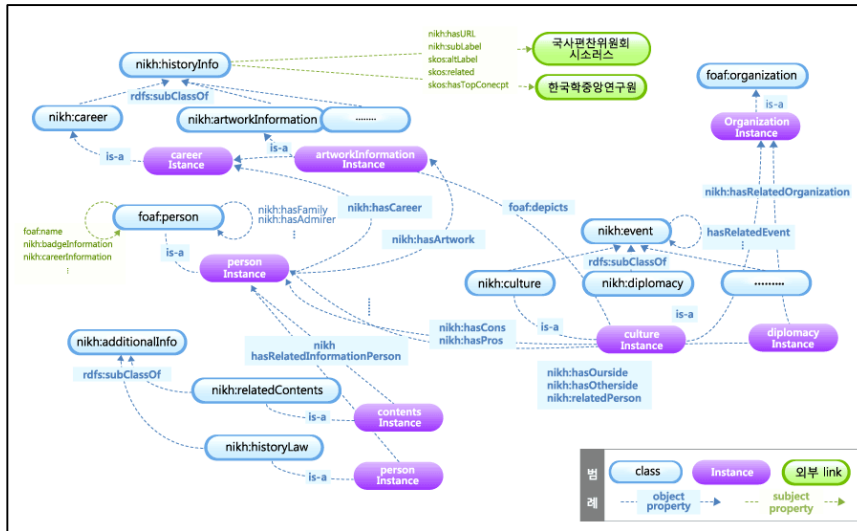 nikh:historyInfo
nikh:hasURL
nikh:subLabel
skos:altLabel
skos:related
skos:hasTopConecpt
국사편찬위원회
시소러스
한국학중앙연구원
foaf:organization
rdfs:subClassOf
is-a
nikh:career
nikh:artworkInformation
........
Organization
Instance
is-a
career
Istance
is-a
artworkInformation
Instance
nikh:hasRelatedOrganization
foaf:person
nikh:hasFamily
nikh:hasAdmirer
⋮
nikh:hasCareer
foaf:depicts
foaf:name
nikh:badgeInformation
nikh:careerInformation
⋮
nikh:event
hasRelatedEvent
nikh:hasArtwork
is-a
person
Instance
rdfs:subClassOf
nikh:culture
nikh:diplomacy
.........
⋮
is-a
is-a
nikh:hasCons
nikh:hasPros
culture
Instance
diplomacy
Instance
nikh:additionalInfo
nikh
hasRelatedInformationPerson
rdfs:subClassOf
nikh:hasOurside
nikh:hasOtherside
nikh:relatedPerson
nikh:relatedContents
is-a
contents
Instance
nikh:historyLaw
is-a
person
Instance
범
례
class
Instance
외부 link
object
property
subject
property